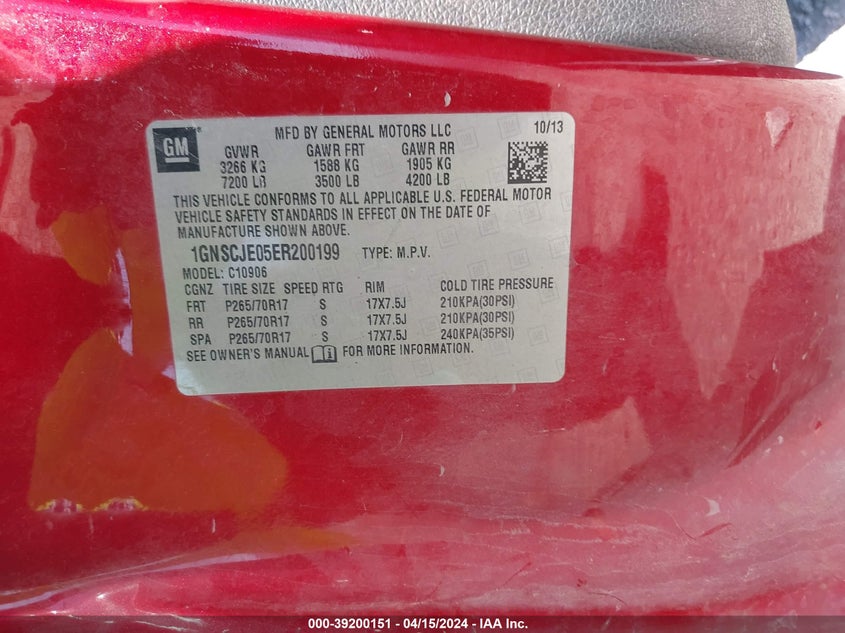 GM
MFD BY GENERAL MOTORS LLC 10/13
GVWR GAWR FRT GAWR RR
3266 KG 1588 KG 1905 KG
7200 LB 3500 LB 4200 LB
THIS VEHICLE CONFORMS TO ALL APPLICABLE U.S. FEDERAL MOTOR
VEHICLE SAFETY STANDARDS IN EFFECT ON THE DATE OF
MANUFACTURE SHOWN ABOVE.
1GNSCJE05ER200199 TYPE: M.P.V.
MODEL: C10906
CGNZ TIRE SIZE SPEED RTG RIM COLD TIRE PRESSURE
FRT P265/70R17 S 17X7.5J 210KPA(30PSI)
RR P265/70R17 S 17X7.5J 210KPA(30PSI)
SPA P265/70R17 S 17X7.5J 240KPA(35PSI)
SEE OWNER'S MANUAL FOR MORE INFORMATION.
000-39200151 — 04/15/2024 — IAA Inc.